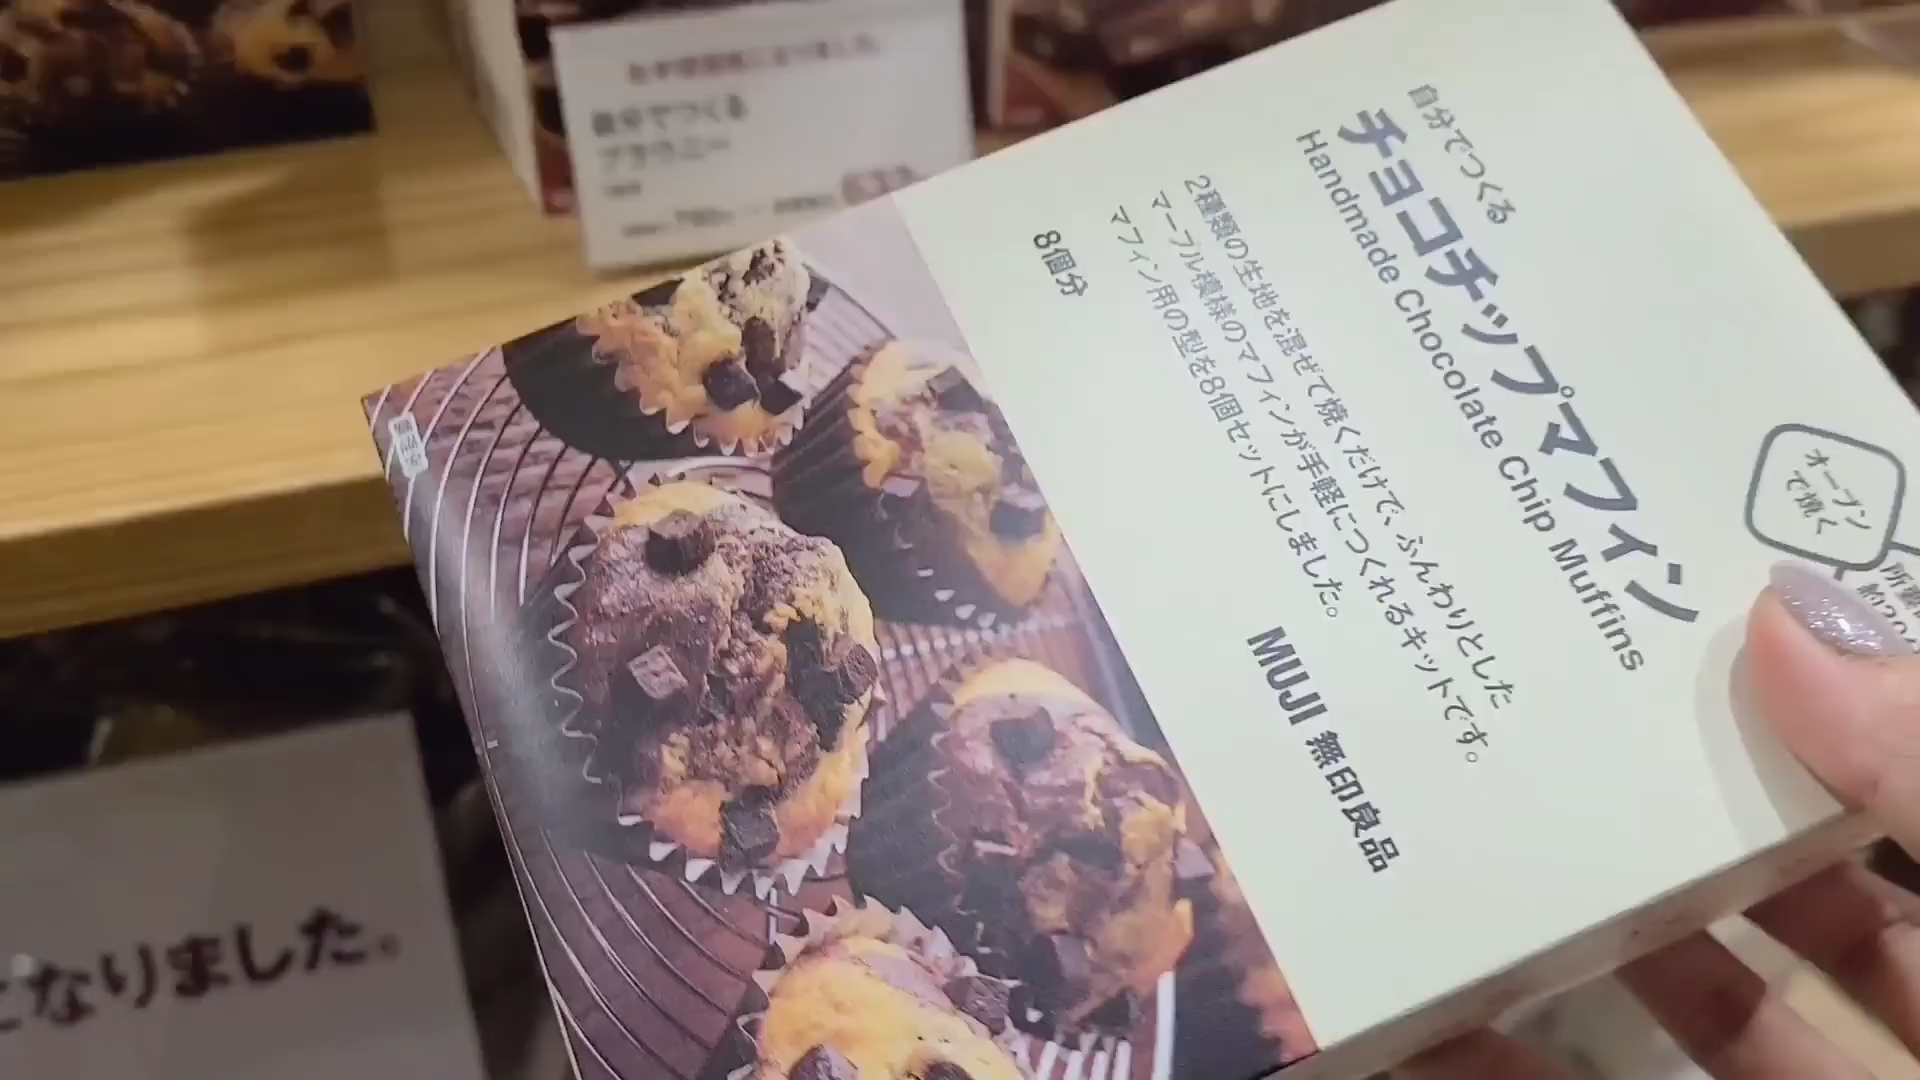 自分でつくる
チョコチップマフィン
Handmade Chocolate Chip Muffins
2種類の生地を混ぜて焼くだけで、ふんわりとした
マーブル模様のマフィンが手軽につくれるキットです。
マフィン用の型を8個セットにしました。
8個分
MUJI 無印良品
オーブン
で焼く
自分でつくる
ブラウニー
なりました。